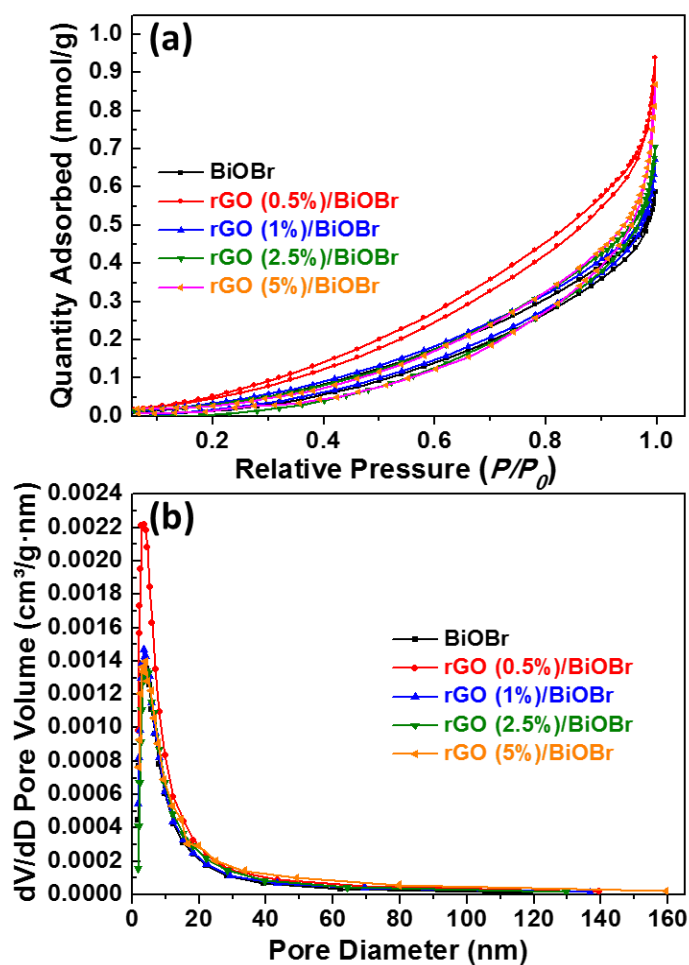 (a)
Quantity Adsorbed (mmol/g)
1.0
0.9
0.8
0.7
0.6
0.5
0.4
0.3
0.2
0.1
0.0
BiOBr
rGO (0.5%)/BiOBr
rGO (1%)/BiOBr
rGO (2.5%)/BiOBr
rGO (5%)/BiOBr
0.2 0.4 0.6 0.8 1.0
Relative Pressure (P/P₀)
(b)
dV/dD Pore Volume (cm³/g·nm)
0.0024
0.0022
0.0020
0.0018
0.0016
0.0014
0.0012
0.0010
0.0008
0.0006
0.0004
0.0002
0.0000
BiOBr
rGO (0.5%)/BiOBr
rGO (1%)/BiOBr
rGO (2.5%)/BiOBr
rGO (5%)/BiOBr
0 20 40 60 80 100 120 140 160
Pore Diameter (nm)